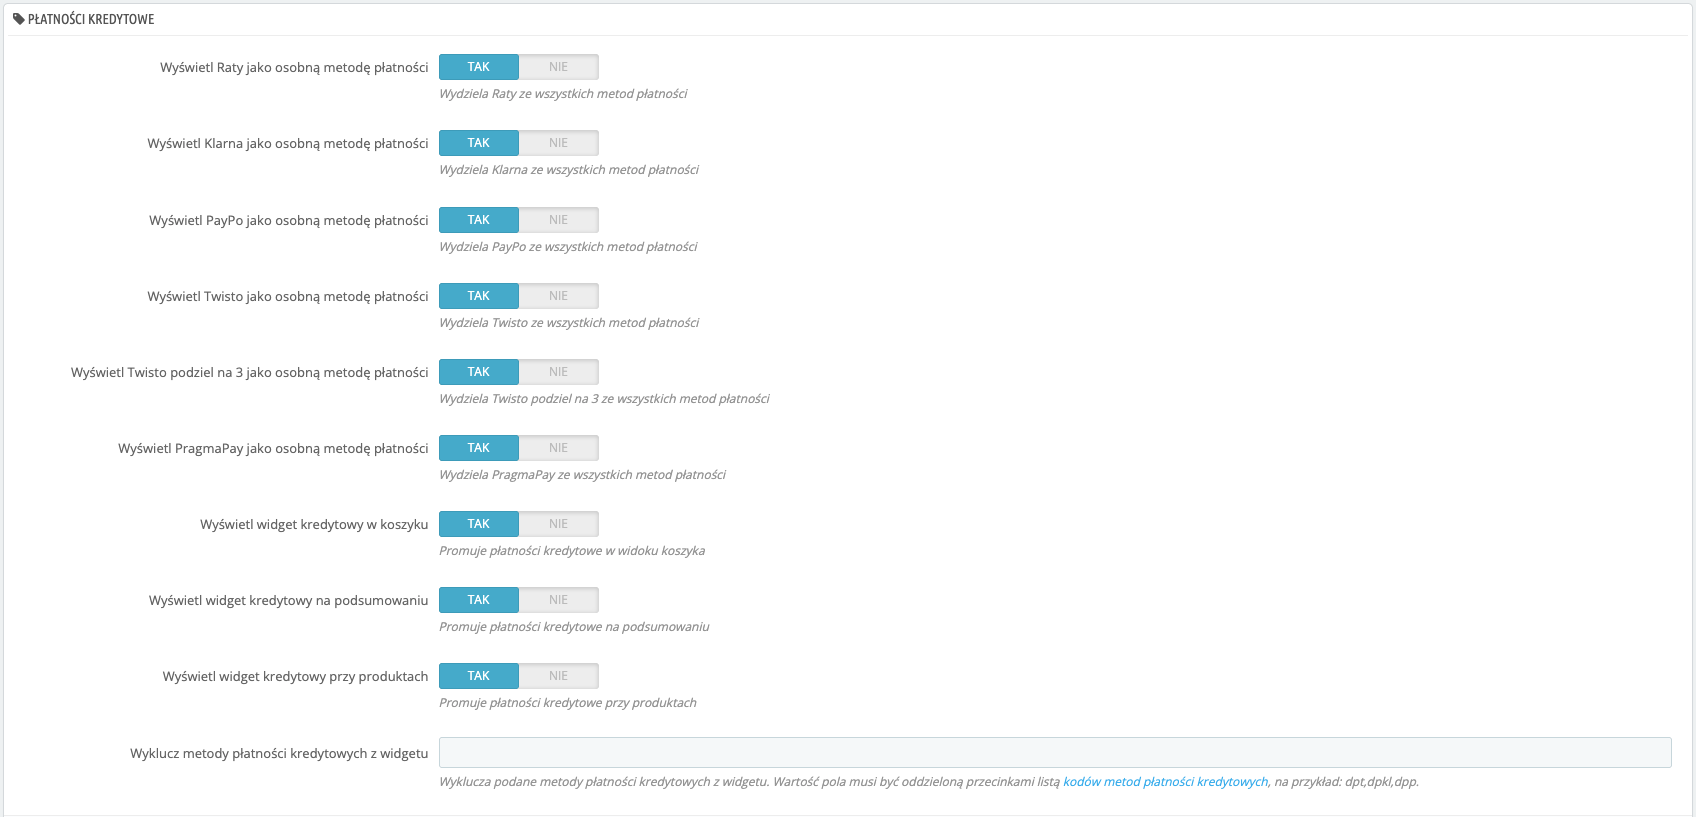 PŁATNOŚCI KREDYTOWE
Wyświetl Raty jako osobną metodę płatności TAK NIE
Wydziela Raty ze wszystkich metod płatności
Wyświetl Klarna jako osobną metodę płatności TAK NIE
Wydziela Klarna ze wszystkich metod płatności
Wyświetl PayPo jako osobną metodę płatności TAK NIE
Wydziela PayPo ze wszystkich metod płatności
Wyświetl Twisto jako osobną metodę płatności TAK NIE
Wydziela Twisto ze wszystkich metod płatności
Wyświetl Twisto podziel na 3 jako osobną metodę płatności TAK NIE
Wydziela Twisto podziel na 3 ze wszystkich metod płatności
Wyświetl PragmaPay jako osobną metodę płatności TAK NIE
Wydziela PragmaPay ze wszystkich metod płatności
Wyświetl widget kredytowy w koszyku TAK NIE
Promuje płatności kredytowe w widoku koszyka
Wyświetl widget kredytowy na podsumowaniu TAK NIE
Promuje płatności kredytowe na podsumowaniu
Wyświetl widget kredytowy przy produktach TAK NIE
Promuje płatności kredytowe przy produktach
Wyklucz metody płatności kredytowych z widgetu
Wyklucza podane metody płatności kredytowych z widgetu. Wartość pola musi być oddzieloną przecinkami listą kodów metod płatności kredytowych, na przykład: dpt,dpkl,dpp.